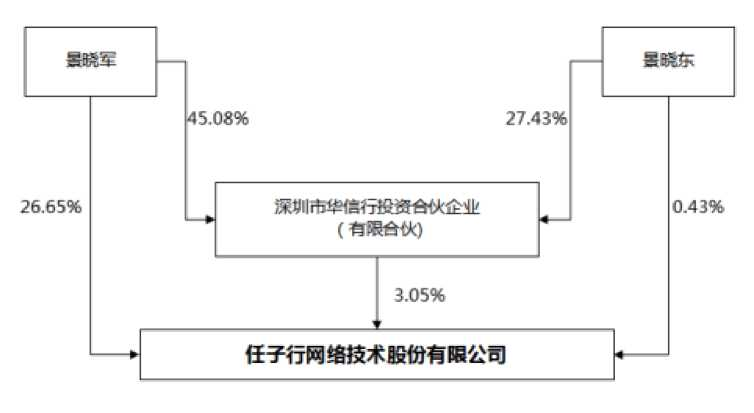 景晓军
景晓东
45.08%
27.43%
26.65%
深圳市华信行投资合伙企业
（有限合伙)
0.43%
3.05%
任子行网络技术股份有限公司